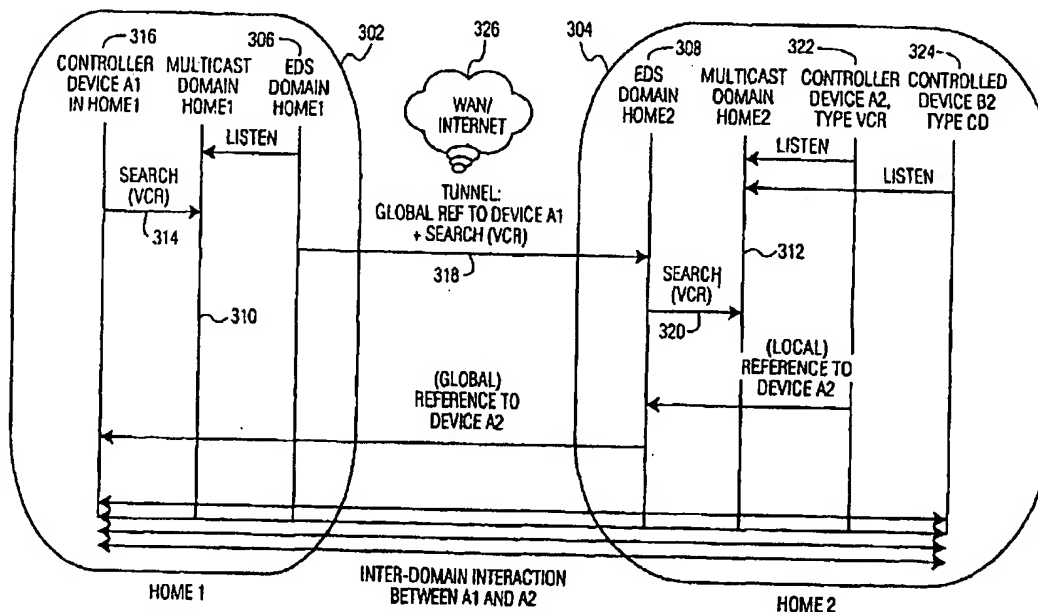 316
CONTROLLER
DEVICE A1
IN HOME1
MULTICAST
DOMAIN
HOME1
306
EDS
DOMAIN
HOME1
302
326
WAN/
INTERNET
304
308
EDS
DOMAIN
HOME2
MULTICAST
DOMAIN
HOME2
322
CONTROLLER
DEVICE A2,
TYPE VCR
324
CONTROLLED
DEVICE B2
TYPE CD
LISTEN
LISTEN
LISTEN
SEARCH
(VCR)
314
TUNNEL:
GLOBAL REF TO DEVICE A1
+ SEARCH (VCR)
318
312
SEARCH
(VCR)
320
310
(LOCAL)
REFERENCE TO
DEVICE A2
(GLOBAL)
REFERENCE TO
DEVICE A2
INTER-DOMAIN INTERACTION
BETWEEN A1 AND A2
HOME 1
HOME 2